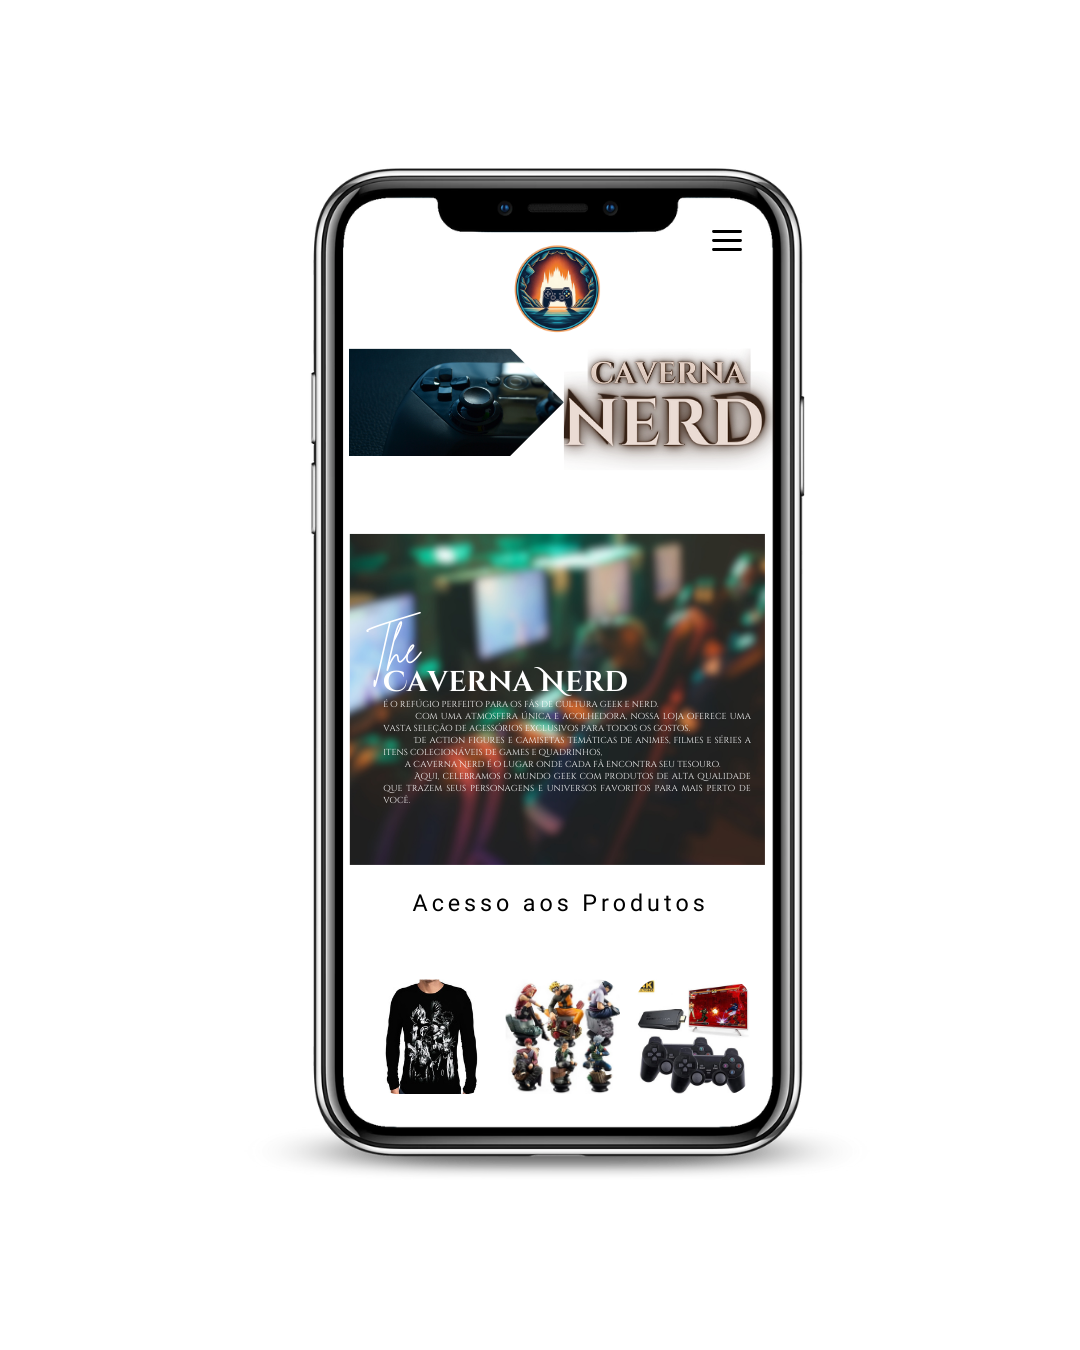 CAVERNA
NERD
The
CAVERNA NERD
É O REFÚGIO PERFEITO PARA OS FÃS DE CULTURA GEEK E NERD.
COM UMA ATMOSFERA ÚNICA E ACOLHEDORA, NOSSA LOJA OFERECE UMA
VASTA SELEÇÃO DE ACESSÓRIOS EXCLUSIVOS PARA TODOS OS GOSTOS.
DE ACTION FIGURES E CAMISETAS TEMÁTICAS DE ANIMES, FILMES E SÉRIES A
ITENS COLECIONÁVEIS DE GAMES E QUADRINHOS,
A CAVERNA NERD É O LUGAR ONDE CADA FÃ ENCONTRA SEU TESOURO.
AQUI, CELEBRAMOS O MUNDO GEEK COM PRODUTOS DE ALTA QUALIDADE
QUE TRAZEM SEUS PERSONAGENS E UNIVERSOS FAVORITOS PARA MAIS PERTO DE
VOCÊ.
Acesso aos Produtos
4K